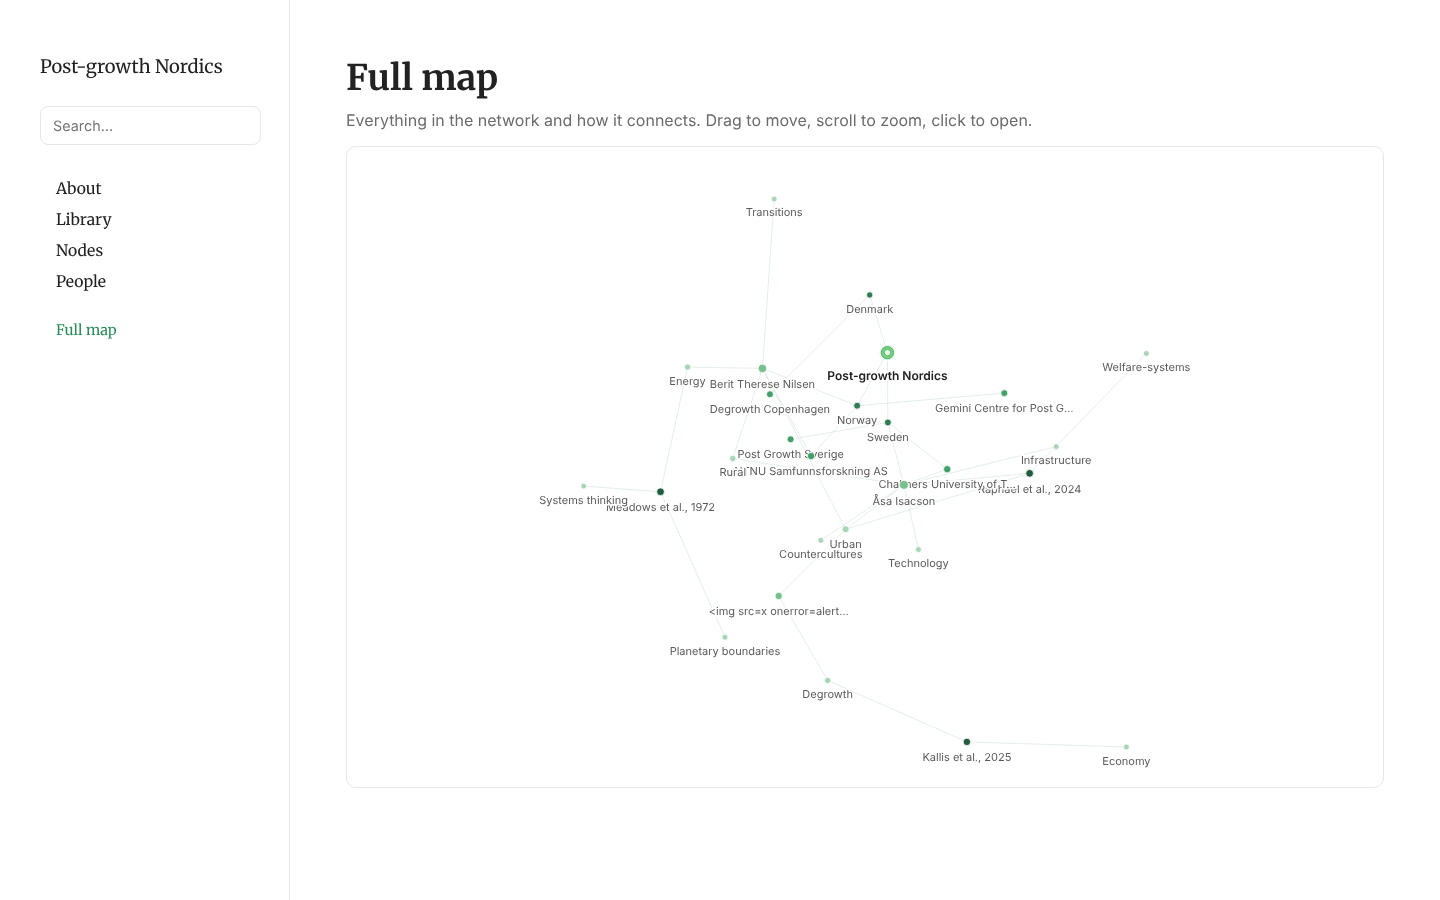 Post-growth Nordics
Search...
About
Library
Nodes
People
Full map
Full map
Everything in the network and how it connects. Drag to move, scroll to zoom, click to open.
Transitions
Denmark
Post-growth Nordics
Welfare-systems
Energy
Berit Therese Nilsen
Degrowth Copenhagen
Gemini Centre for Post G...
Norway
Sweden
Post Growth Sverige
Infrastructure
Rural
NU Samfunnsforskning AS
Chalmers University of T...
Raphael et al., 2024
Systems thinking
Meadows et al., 1972
Åsa Isacson
Urban
Countercultures
Technology
<img src=x onerror=alert...
Planetary boundaries
Degrowth
Kallis et al., 2025
Economy